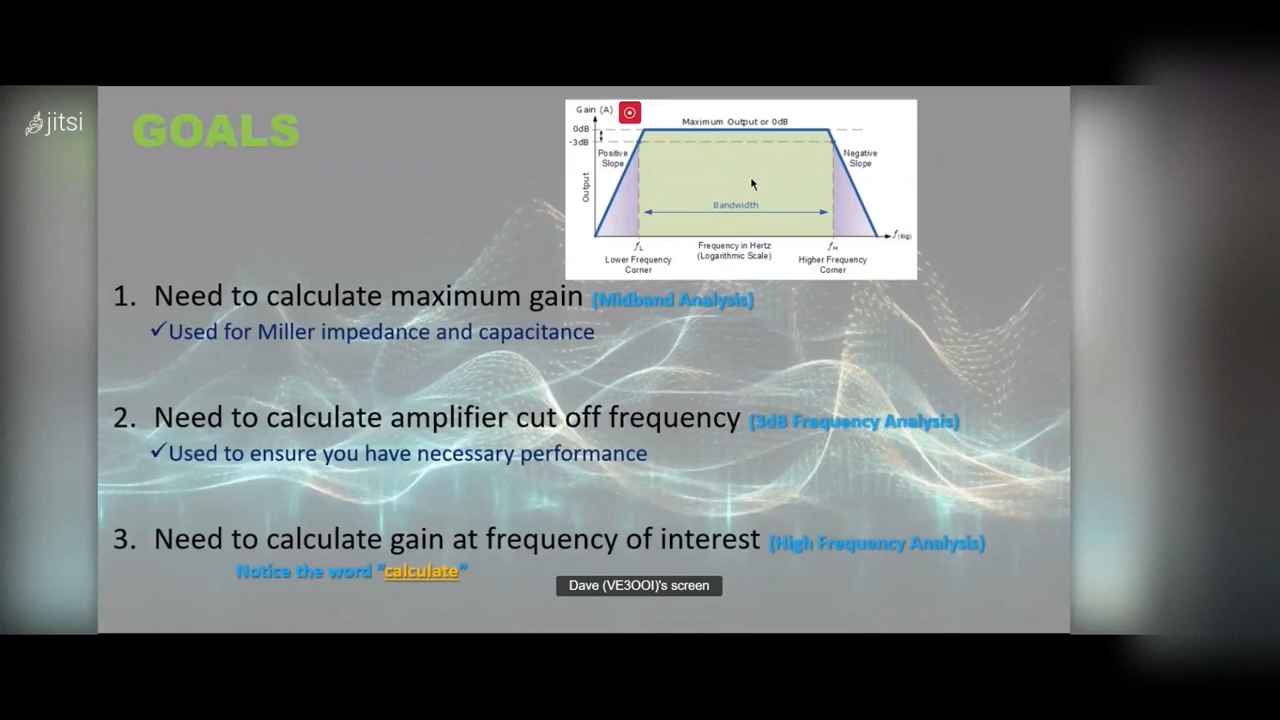 jitsi
GOALS
Gain (A)
Maximum Output or 0dB
0dB
-3dB
Positive
Slope
Negative
Slope
Output
Bandwidth
fL
Frequency in Hertz
(Logarithmic Scale)
fH
f(log)
Lower Frequency
Corner
Higher Frequency
Corner
1. Need to calculate maximum gain (Midband Analysis)
✓Used for Miller impedance and capacitance
2. Need to calculate amplifier cut off frequency (3dB Frequency Analysis)
✓Used to ensure you have necessary performance
3. Need to calculate gain at frequency of interest (High Frequency Analysis)
Notice the word “calculate”
Dave (VE3OOI)'s screen